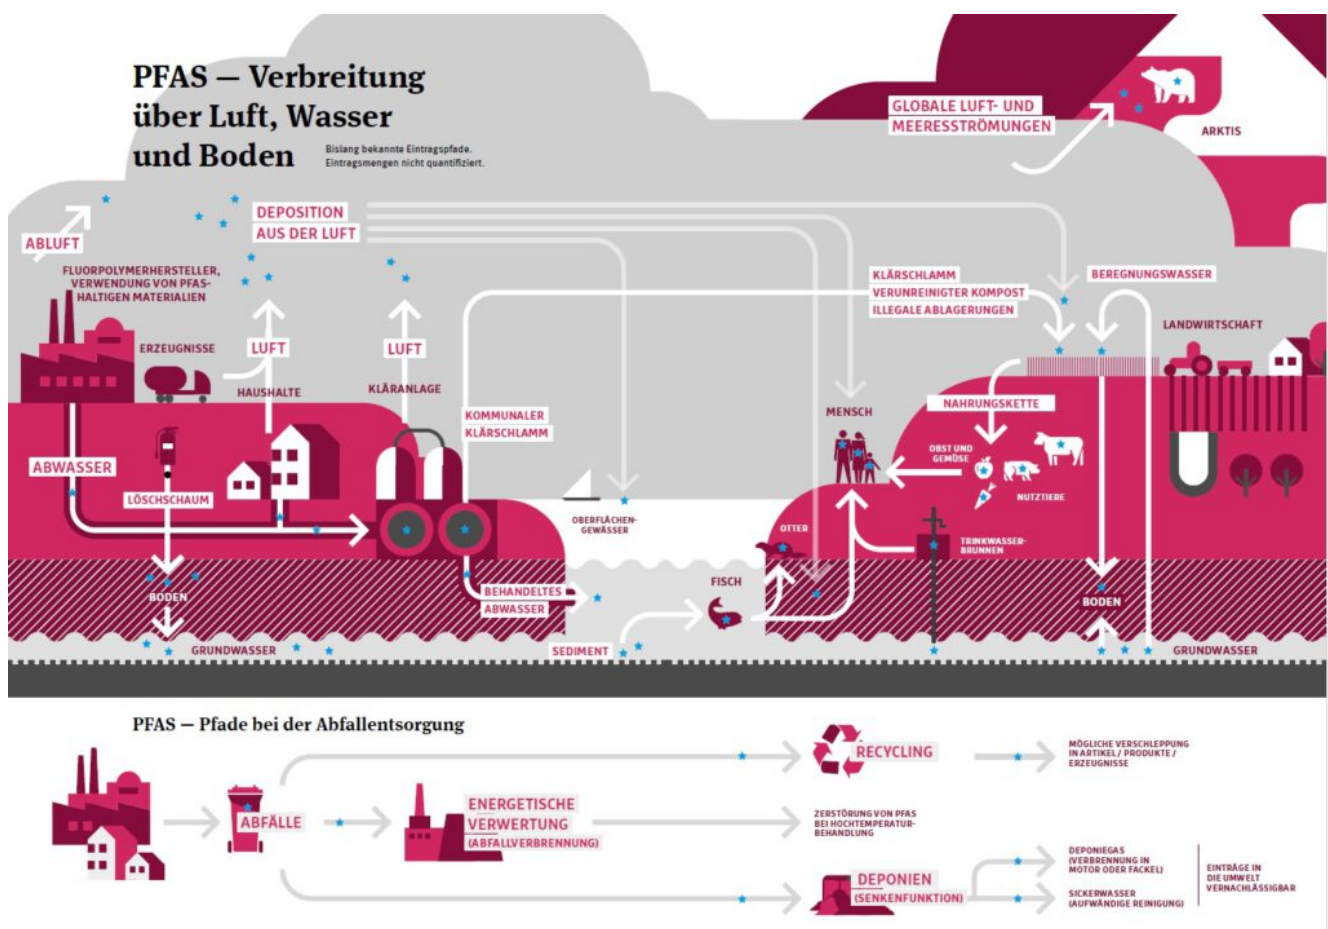 PFAS — Verbreitung
über Luft, Wasser
und Boden
Bislang bekannte Eintragspfade.
Eintragsmengen nicht quantifiziert.
GLOBALE LUFT- UND
MEERESSTRÖMUNGEN
ARKTIS
ABLUFT
DEPOSITION
AUS DER LUFT
FLUORPOLYMERHERSTELLER,
VERWENDUNG VON PFAS-
HALTIGEN MATERIALIEN
KLÄRSCHLAMM
VERUNREINIGTER KOMPOST
ILLEGALE ABLAGERUNGEN
BEREGNUNGSWASSER
LANDWIRTSCHAFT
ERZEUGNISSE
LUFT
LUFT
HAUSHALTE
KLÄRANLAGE
KOMMUNALER
KLÄRSCHLAMM
MENSCH
NAHRUNGSKETTE
OBST UND
GEMÜSE
NUTZTIERE
ABWASSER
LÖSCHSCHAUM
OBERFLÄCHEN-
GEWÄSSER
OTTER
TRINKWASSER-
BRUNNEN
FISCH
BEHANDELTES
ABWASSER
BODEN
BODEN
GRUNDWASSER
SEDIMENT
GRUNDWASSER
PFAS — Pfade bei der Abfallentsorgung
RECYCLING
MÖGLICHE VERSCHLEPPUNG
IN ARTIKEL / PRODUKTE /
ERZEUGNISSE
ABFÄLLE
ENERGETISCHE
VERWERTUNG
(ABFALLVERBRENNUNG)
ZERSTÖRUNG VON PFAS
BEI HOCHTEMPERATUR-
BEHANDLUNG
DEPONIEN
(SENKENFUNKTION)
DEPONIEGAS
(VERBRENNUNG IN
MOTOR ODER FACKEL)
SICKERWASSER
(AUFWÄNDIGE REINIGUNG)
EINTRÄGE IN
DIE UMWELT
VERNACHLÄSSIGBAR